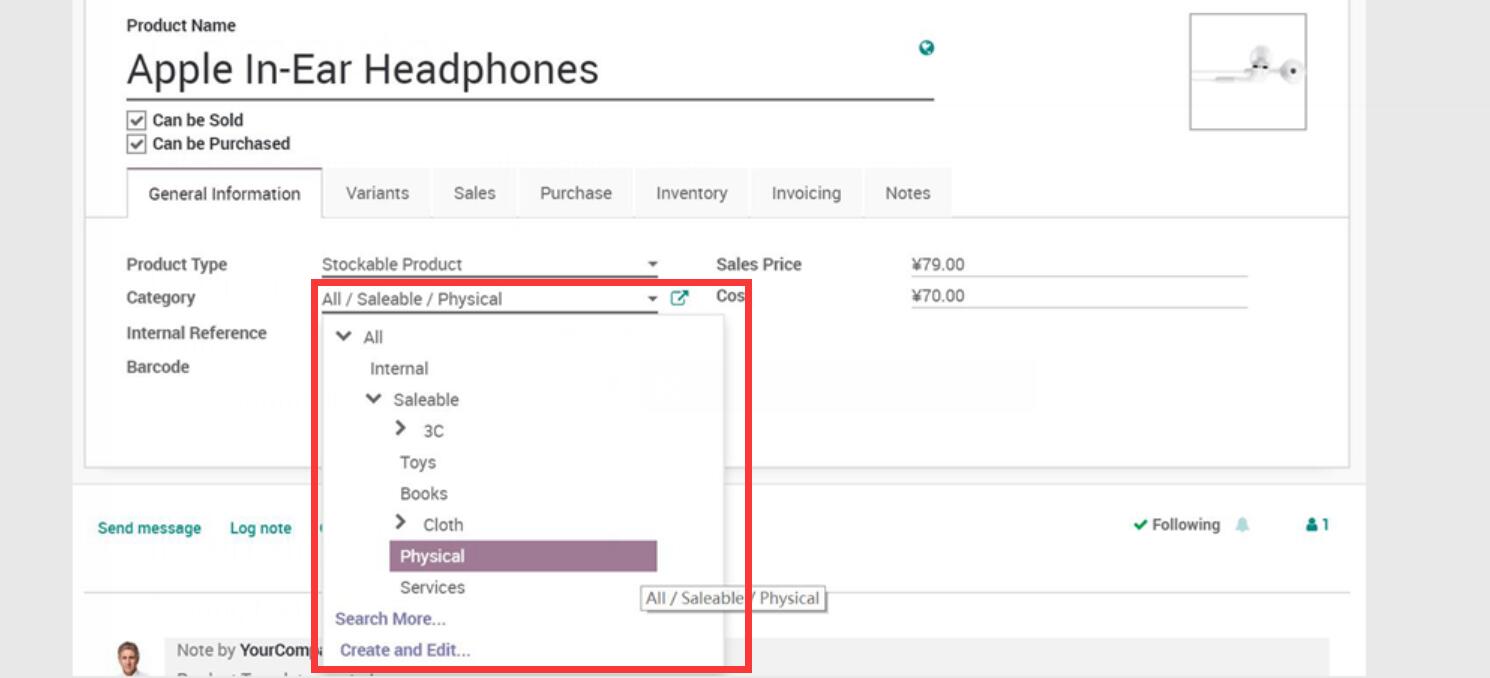 Product Name
Apple In-Ear Headphones
Can be Sold
Can be Purchased
General Information Variants Sales Purchase Inventory Invoicing Notes
Product Type Stockable Product Sales Price ¥79.00
Category All / Saleable / Physical Cos ¥70.00
Internal Reference
Barcode
All
Internal
Saleable
3C
Toys
Books
Cloth
Physical
Services
All / Saleable / Physical
Search More...
Create and Edit...
Send message Log note Following 1
Note by YourCompa